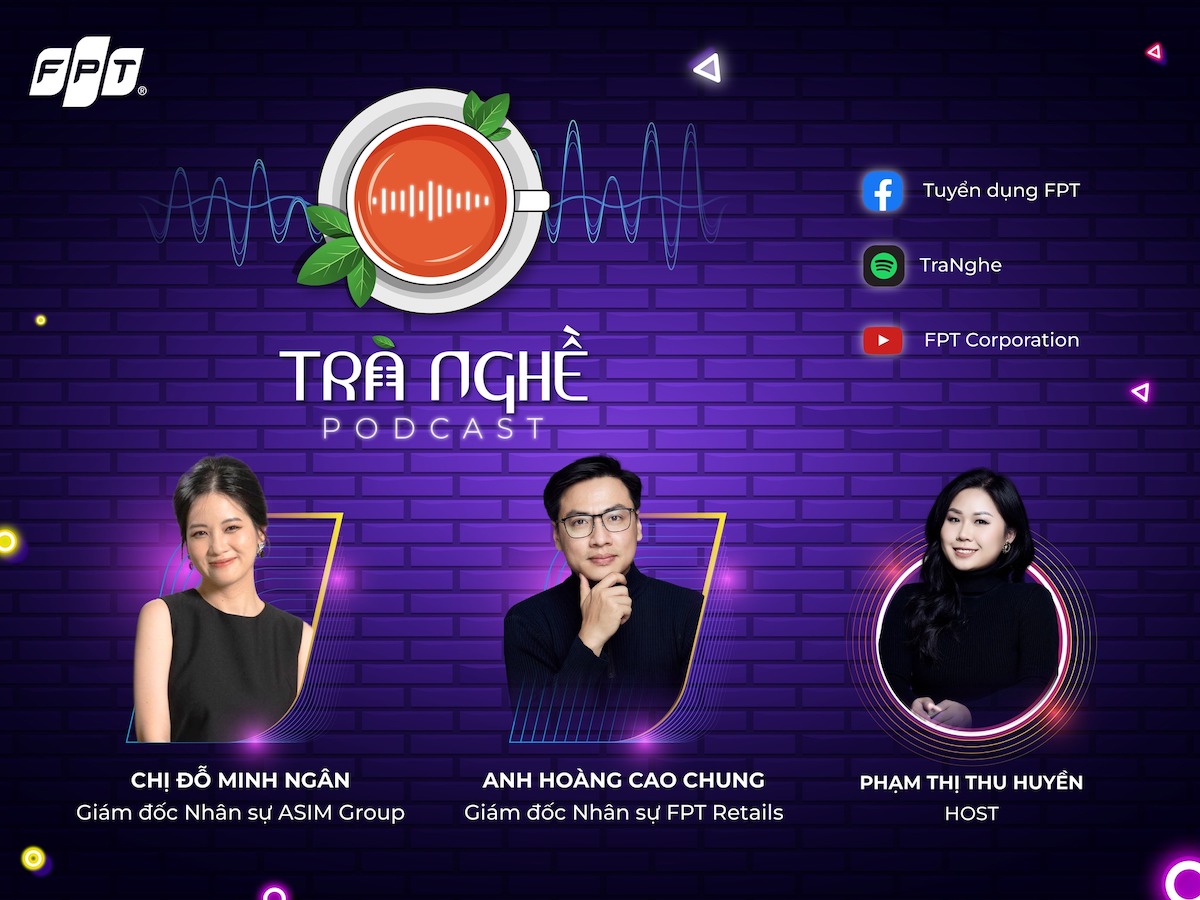 FPT®
Tuyển dụng FPT
TraNghe
FPT Corporation
TRÀ NGHỀ
PODCAST
CHỊ ĐỖ MINH NGÂN
Giám đốc Nhân sự ASIM Group
ANH HOÀNG CAO CHUNG
Giám đốc Nhân sự FPT Retails
PHẠM THỊ THU HUYỀN
HOST